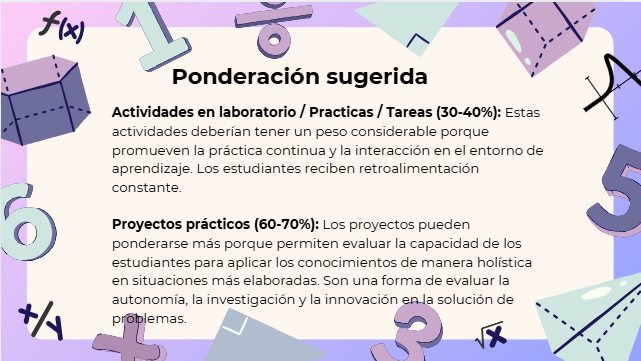 f(x)
1
Ponderación sugerida
Actividades en laboratorio / Practicas / Tareas (30-40%): Estas
actividades deberían tener un peso considerable porque
promueven la práctica continua y la interacción en el entorno de
aprendizaje. Los estudiantes reciben retroalimentación
constante.
Proyectos prácticos (60-70%): Los proyectos pueden
ponderarse más porque permiten evaluar la capacidad de los
estudiantes para aplicar los conocimientos de manera holística
en situaciones más elaboradas. Son una forma de evaluar la
autonomía, la investigación y la innovación en la solución de
problemas.
5
6
x/y
+
3
√x